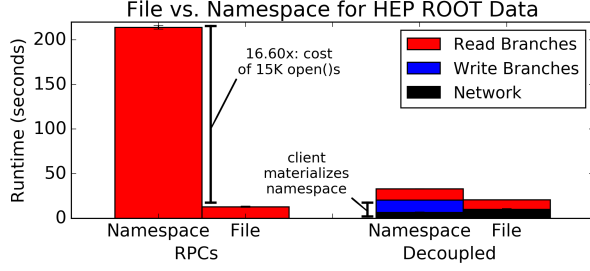 File vs. Namespace for HEP ROOT Data
Runtime (seconds)
200
150
100
50
0
16.60x: cost
of 15K open()s
client
materializes
namespace
Read Branches
Write Branches
Network
Namespace File Namespace File
RPCs Decoupled